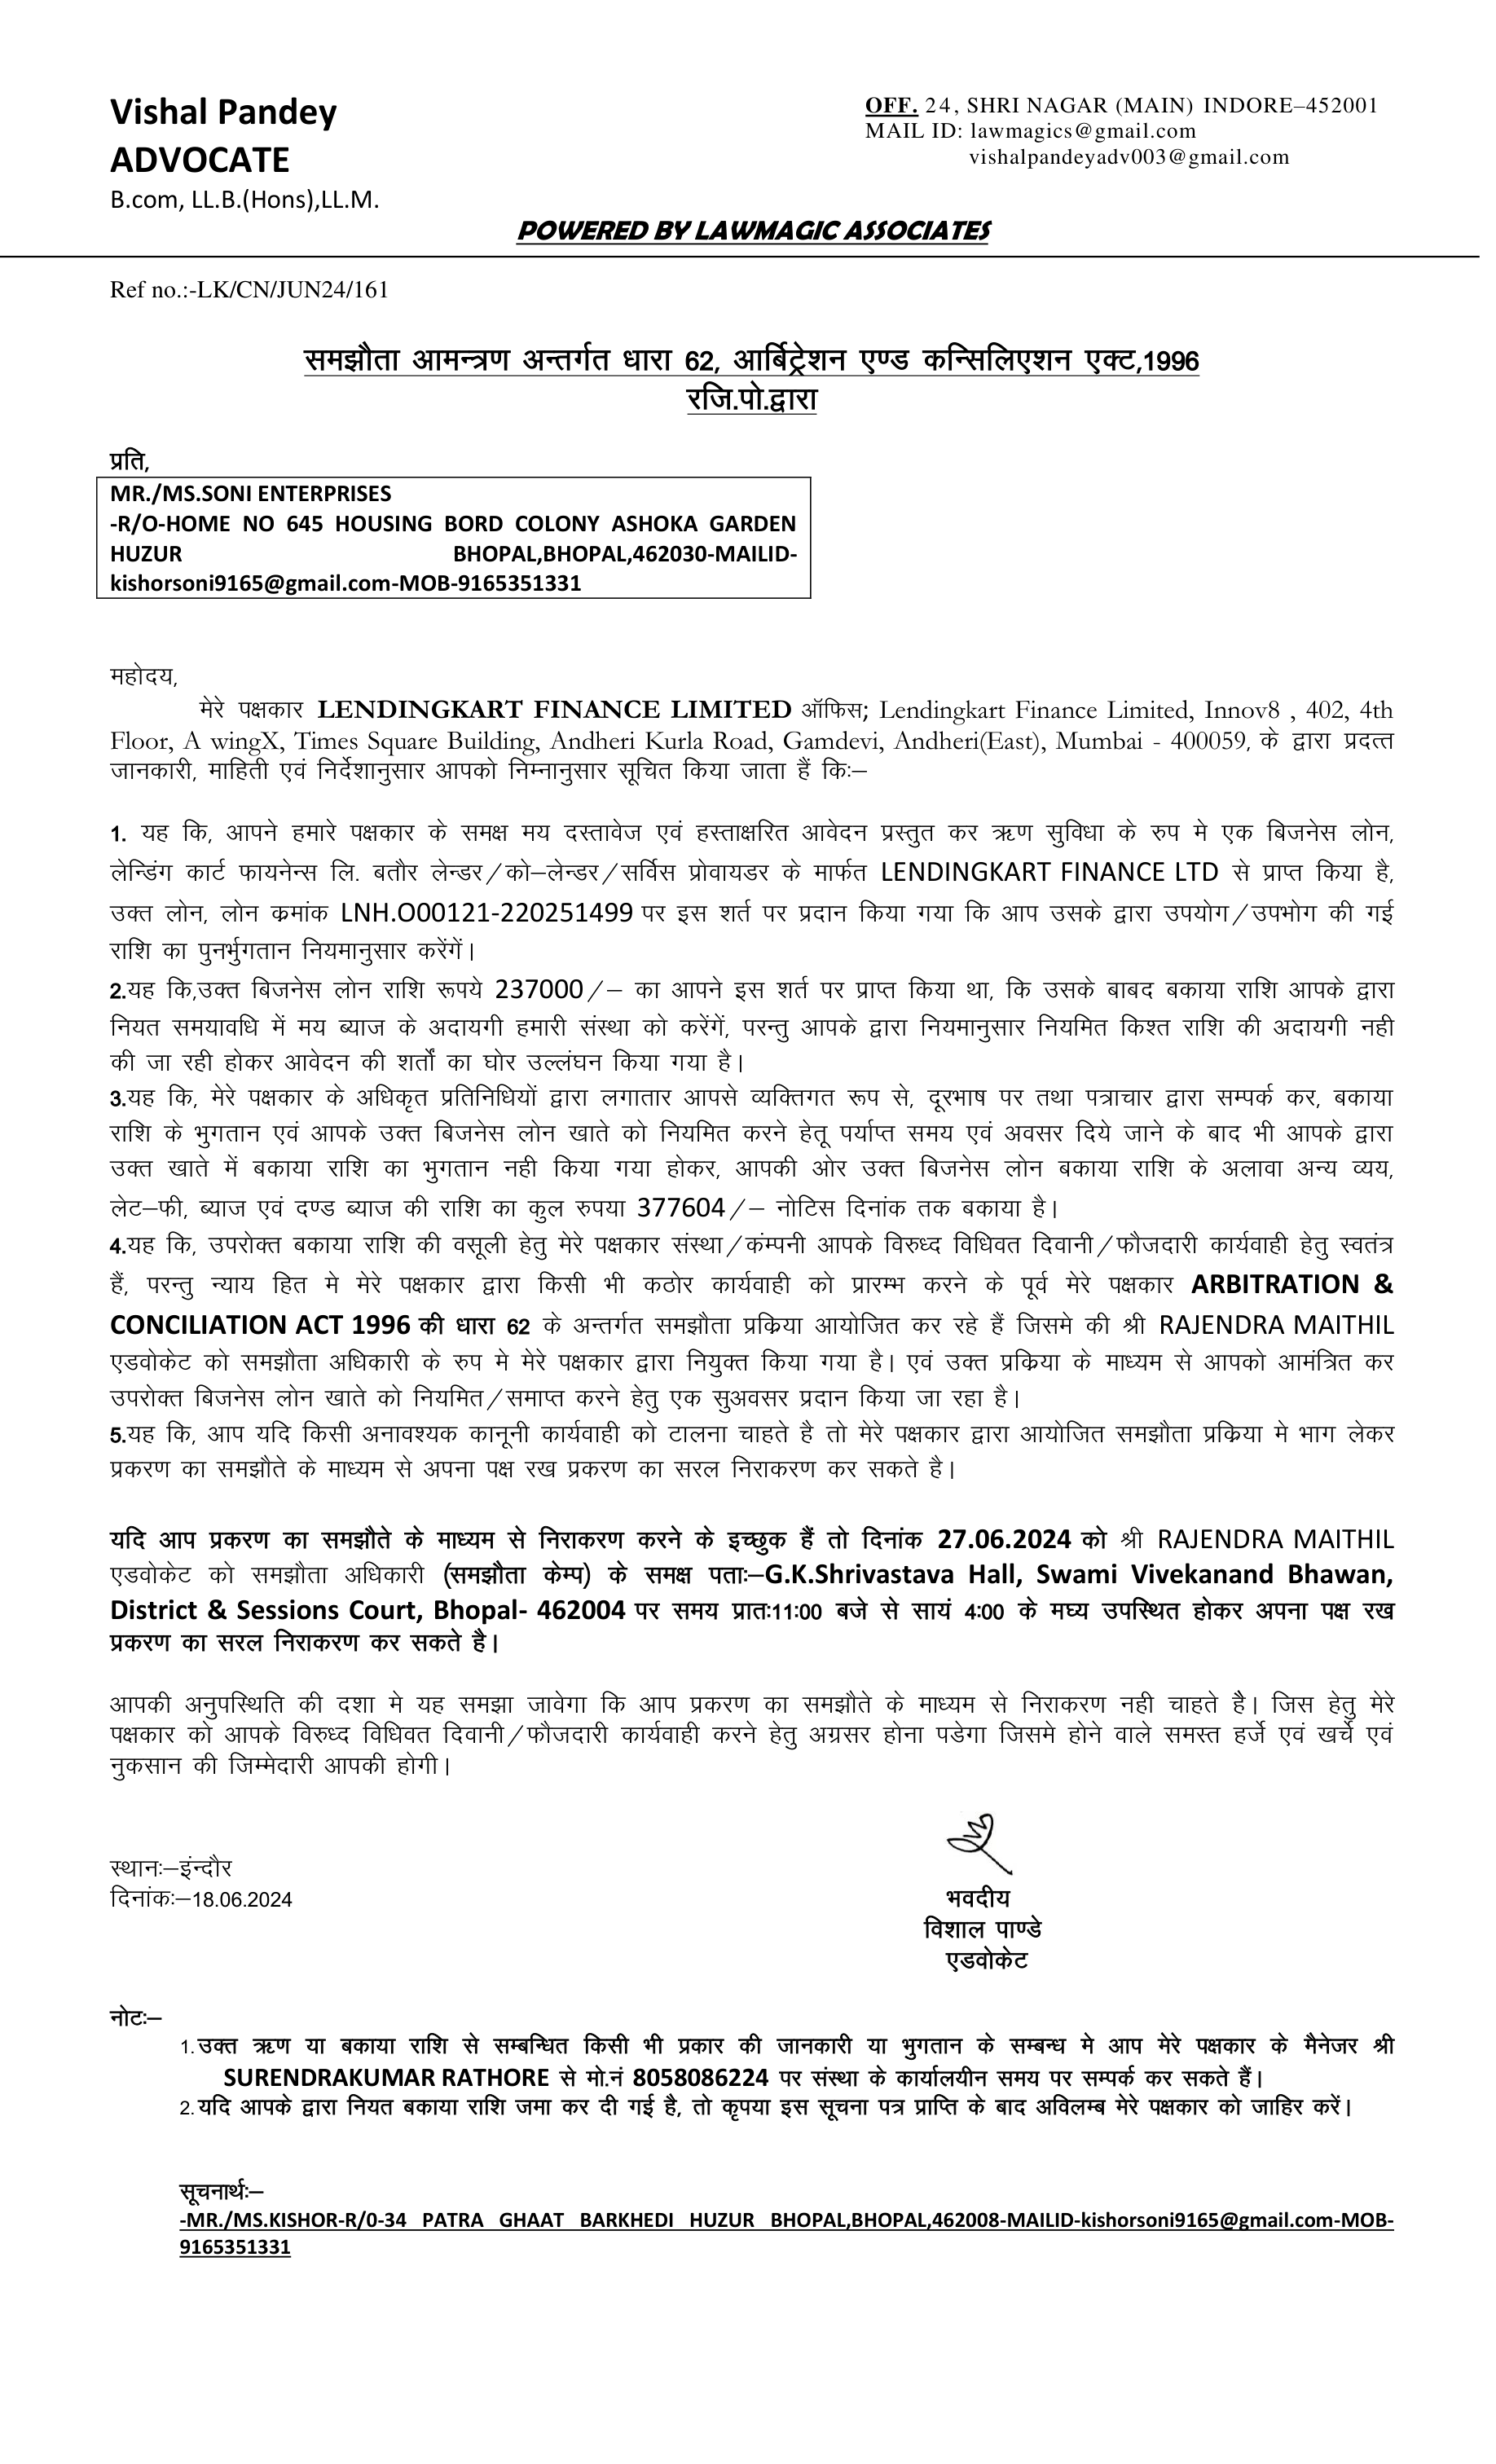 Vishal Pandey
ADVOCATE
B.com, LL.B.(Hons),LL.M.
OFF. 24, SHRI NAGAR (MAIN) INDORE–452001
MAIL ID: lawmagics@gmail.com
vishalpandeyadv003@gmail.com
POWERED BY LAWMAGIC ASSOCIATES
Ref no.:-LK/CN/JUN24/161
समझौता आमन्त्रण अन्तर्गत धारा 62, आर्बिट्रेशन एण्ड कन्सिलिएशन एक्ट,1996
रजि.पो.द्वारा
प्रति,
MR./MS.SONI ENTERPRISES
-R/O-HOME NO 645 HOUSING BORD COLONY ASHOKA GARDEN
HUZUR BHOPAL,BHOPAL,462030-MAILID-
kishorsoni9165@gmail.com-MOB-9165351331
महोदय,
मेरे पक्षकार LENDINGKART FINANCE LIMITED ऑफिस; Lendingkart Finance Limited, Innov8 , 402, 4th
Floor, A wingX, Times Square Building, Andheri Kurla Road, Gamdevi, Andheri(East), Mumbai - 400059, के द्वारा प्रदत्त
जानकारी, माहिती एवं निर्देशानुसार आपको निम्नानुसार सूचित किया जाता हैं किः–
1. यह कि, आपने हमारे पक्षकार के समक्ष मय दस्तावेज एवं हस्ताक्षरित आवेदन प्रस्तुत कर ऋण सुविधा के रुप मे एक बिजनेस लोन,
लेन्डिंग कार्ट फायनेन्स लि. बतौर लेन्डर/को–लेन्डर/सर्विस प्रोवायडर के मार्फत LENDINGKART FINANCE LTD से प्राप्त किया है,
उक्त लोन, लोन क्रमांक LNH.O00121-220251499 पर इस शर्त पर प्रदान किया गया कि आप उसके द्वारा उपयोग/उपभोग की गई
राशि का पुनर्भुगतान नियमानुसार करेंगें।
2.यह कि,उक्त बिजनेस लोन राशि रूपये 237000/– का आपने इस शर्त पर प्राप्त किया था, कि उसके बाबद बकाया राशि आपके द्वारा
नियत समयावधि में मय ब्याज के अदायगी हमारी संस्था को करेंगें, परन्तु आपके द्वारा नियमानुसार नियमित किश्त राशि की अदायगी नही
की जा रही होकर आवेदन की शर्तों का घोर उल्लंघन किया गया है।
3.यह कि, मेरे पक्षकार के अधिकृत प्रतिनिधियों द्वारा लगातार आपसे व्यक्तिगत रूप से, दूरभाष पर तथा पत्राचार द्वारा सम्पर्क कर, बकाया
राशि के भुगतान एवं आपके उक्त बिजनेस लोन खाते को नियमित करने हेतू पर्याप्त समय एवं अवसर दिये जाने के बाद भी आपके द्वारा
उक्त खाते में बकाया राशि का भुगतान नही किया गया होकर, आपकी ओर उक्त बिजनेस लोन बकाया राशि के अलावा अन्य व्यय,
लेट–फी, ब्याज एवं दण्ड ब्याज की राशि का कुल रुपया 377604/– नोटिस दिनांक तक बकाया है।
4.यह कि, उपरोक्त बकाया राशि की वसूली हेतु मेरे पक्षकार संस्था/कंम्पनी आपके विरुध्द विधिवत दिवानी/फौजदारी कार्यवाही हेतु स्वतंत्र
हैं, परन्तु न्याय हित मे मेरे पक्षकार द्वारा किसी भी कठोर कार्यवाही को प्रारम्भ करने के पूर्व मेरे पक्षकार ARBITRATION &
CONCILIATION ACT 1996 की धारा 62 के अन्तर्गत समझौता प्रक्रिया आयोजित कर रहे हैं जिसमे की श्री RAJENDRA MAITHIL
एडवोकेट को समझौता अधिकारी के रुप मे मेरे पक्षकार द्वारा नियुक्त किया गया है। एवं उक्त प्रक्रिया के माध्यम से आपको आमंत्रित कर
उपरोक्त बिजनेस लोन खाते को नियमित/समाप्त करने हेतु एक सुअवसर प्रदान किया जा रहा है।
5.यह कि, आप यदि किसी अनावश्यक कानूनी कार्यवाही को टालना चाहते है तो मेरे पक्षकार द्वारा आयोजित समझौता प्रक्रिया मे भाग लेकर
प्रकरण का समझौते के माध्यम से अपना पक्ष रख प्रकरण का सरल निराकरण कर सकते है।
यदि आप प्रकरण का समझौते के माध्यम से निराकरण करने के इच्छुक हैं तो दिनांक 27.06.2024 को श्री RAJENDRA MAITHIL
एडवोकेट को समझौता अधिकारी (समझौता केम्प) के समक्ष पताः–G.K.Shrivastava Hall, Swami Vivekanand Bhawan,
District & Sessions Court, Bhopal- 462004 पर समय प्रातः11:00 बजे से सायं 4:00 के मघ्य उपस्थित होकर अपना पक्ष रख
प्रकरण का सरल निराकरण कर सकते है।
आपकी अनुपस्थिति की दशा मे यह समझा जावेगा कि आप प्रकरण का समझौते के माध्यम से निराकरण नही चाहते है। जिस हेतु मेरे
पक्षकार को आपके विरुध्द विधिवत दिवानी/फौजदारी कार्यवाही करने हेतु अग्रसर होना पडेगा जिसमे होने वाले समस्त हर्जे एवं खर्चे एवं
नुकसान की जिम्मेदारी आपकी होगी।
स्थानः–इंन्दौर
दिनांकः–18.06.2024
भवदीय
विशाल पाण्डे
एडवोकेट
नोटः–
1.उक्त ऋण या बकाया राशि से सम्बन्धित किसी भी प्रकार की जानकारी या भुगतान के सम्बन्ध मे आप मेरे पक्षकार के मैनेजर श्री
SURENDRAKUMAR RATHORE से मो.नं 8058086224 पर संस्था के कार्यालयीन समय पर सम्पर्क कर सकते हैं।
2.यदि आपके द्वारा नियत बकाया राशि जमा कर दी गई है, तो कृपया इस सूचना पत्र प्राप्ति के बाद अविलम्ब मेरे पक्षकार को जाहिर करें।
सूचनार्थः–
-MR./MS.KISHOR-R/0-34 PATRA GHAAT BARKHEDI HUZUR BHOPAL,BHOPAL,462008-MAILID-kishorsoni9165@gmail.com-MOB-
9165351331